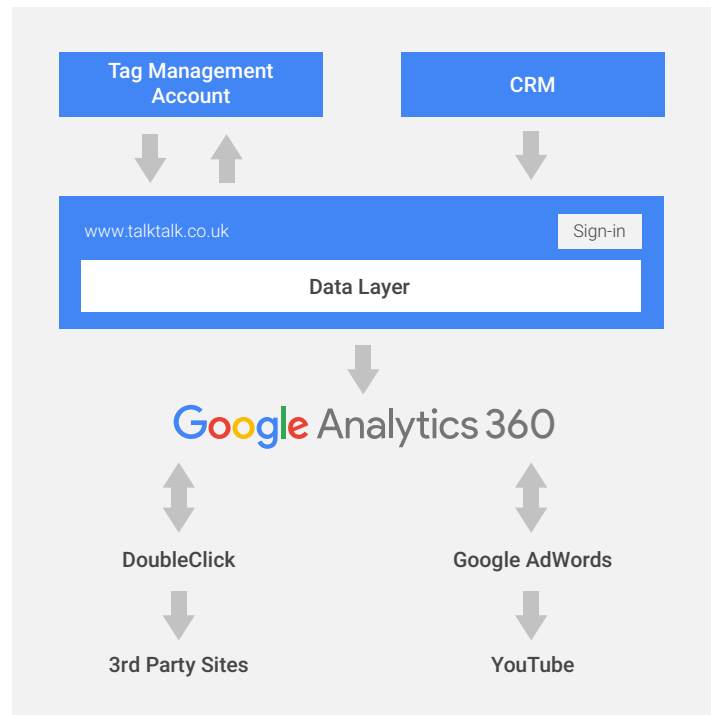 Tag Management
Account
CRM
www.talktalk.co.uk
Sign-in
Data Layer
Google Analytics 360
DoubleClick
Google AdWords
3rd Party Sites
YouTube